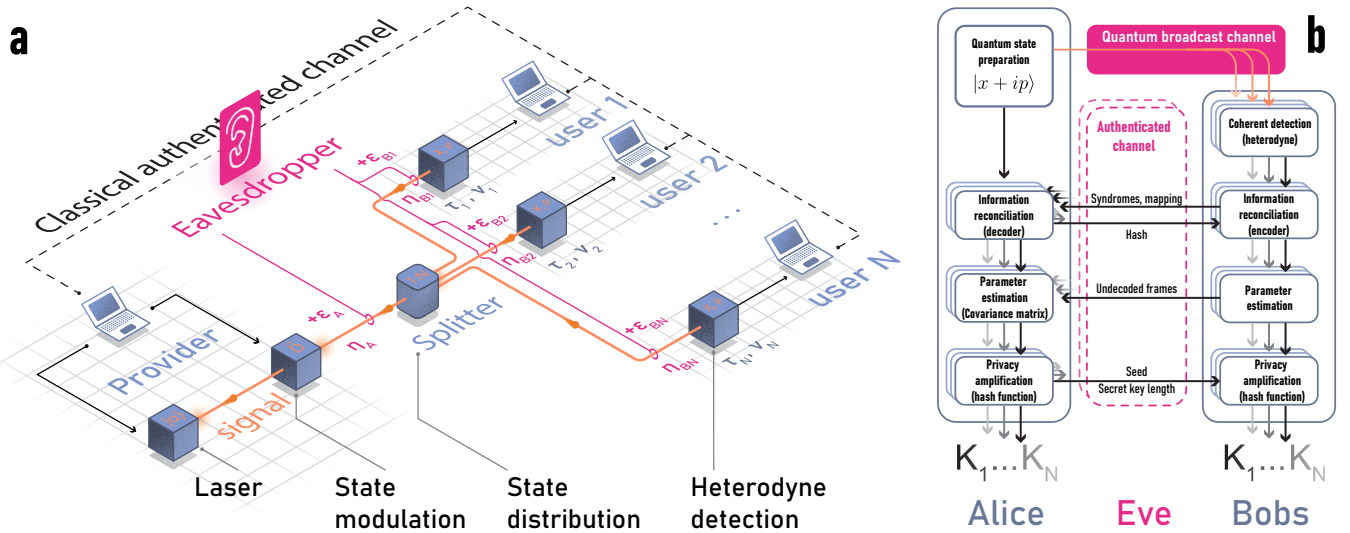 a
Classical authenticated channel
Eavesdropper
user 1
user 2
...
user N
X, P
X, P
X, P
+ε_B1
η_B1
τ_1, v_1
+ε_B2
η_B2
τ_2, v_2
+ε_BN
η_BN
τ_N, v_N
1:N
Splitter
+ε_A
η_A
Provider
signal
Laser
State
modulation
State
distribution
Heterodyne
detection
b
Quantum broadcast channel
Quantum state
preparation
|x + ip⟩
Authenticated
channel
Coherent detection
(heterodyne)
Information
reconciliation
(decoder)
Syndromes, mapping
Hash
Information
reconciliation
(encoder)
Parameter
estimation
(Covariance matrix)
Undecoded frames
Parameter
estimation
Privacy
amplification
(hash function)
Seed
Secret key length
Privacy
amplification
(hash function)
K_1...K_N
K_1...K_N
Alice
Eve
Bobs